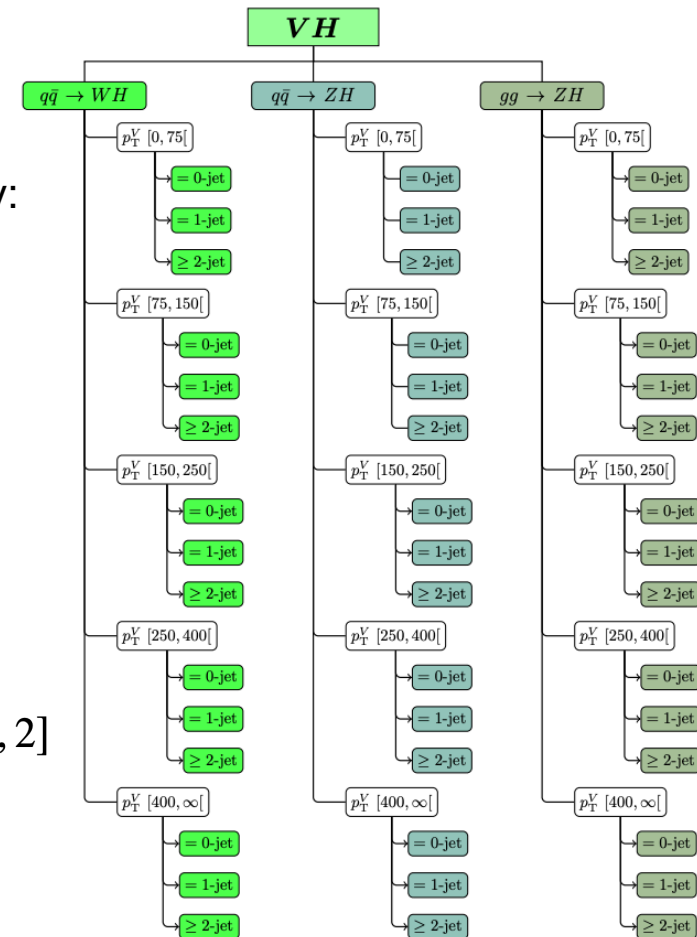 VH
y:
, 2]
qq̄ → WH
p_T^V [0, 75[
= 0-jet
= 1-jet
≥ 2-jet
p_T^V [75, 150[
= 0-jet
= 1-jet
≥ 2-jet
p_T^V [150, 250[
= 0-jet
= 1-jet
≥ 2-jet
p_T^V [250, 400[
= 0-jet
= 1-jet
≥ 2-jet
p_T^V [400, ∞[
= 0-jet
= 1-jet
≥ 2-jet
qq̄ → ZH
p_T^V [0, 75[
= 0-jet
= 1-jet
≥ 2-jet
p_T^V [75, 150[
= 0-jet
= 1-jet
≥ 2-jet
p_T^V [150, 250[
= 0-jet
= 1-jet
≥ 2-jet
p_T^V [250, 400[
= 0-jet
= 1-jet
≥ 2-jet
p_T^V [400, ∞[
= 0-jet
= 1-jet
≥ 2-jet
gg → ZH
p_T^V [0, 75[
= 0-jet
= 1-jet
≥ 2-jet
p_T^V [75, 150[
= 0-jet
= 1-jet
≥ 2-jet
p_T^V [150, 250[
= 0-jet
= 1-jet
≥ 2-jet
p_T^V [250, 400[
= 0-jet
= 1-jet
≥ 2-jet
p_T^V [400, ∞[
= 0-jet
= 1-jet
≥ 2-jet